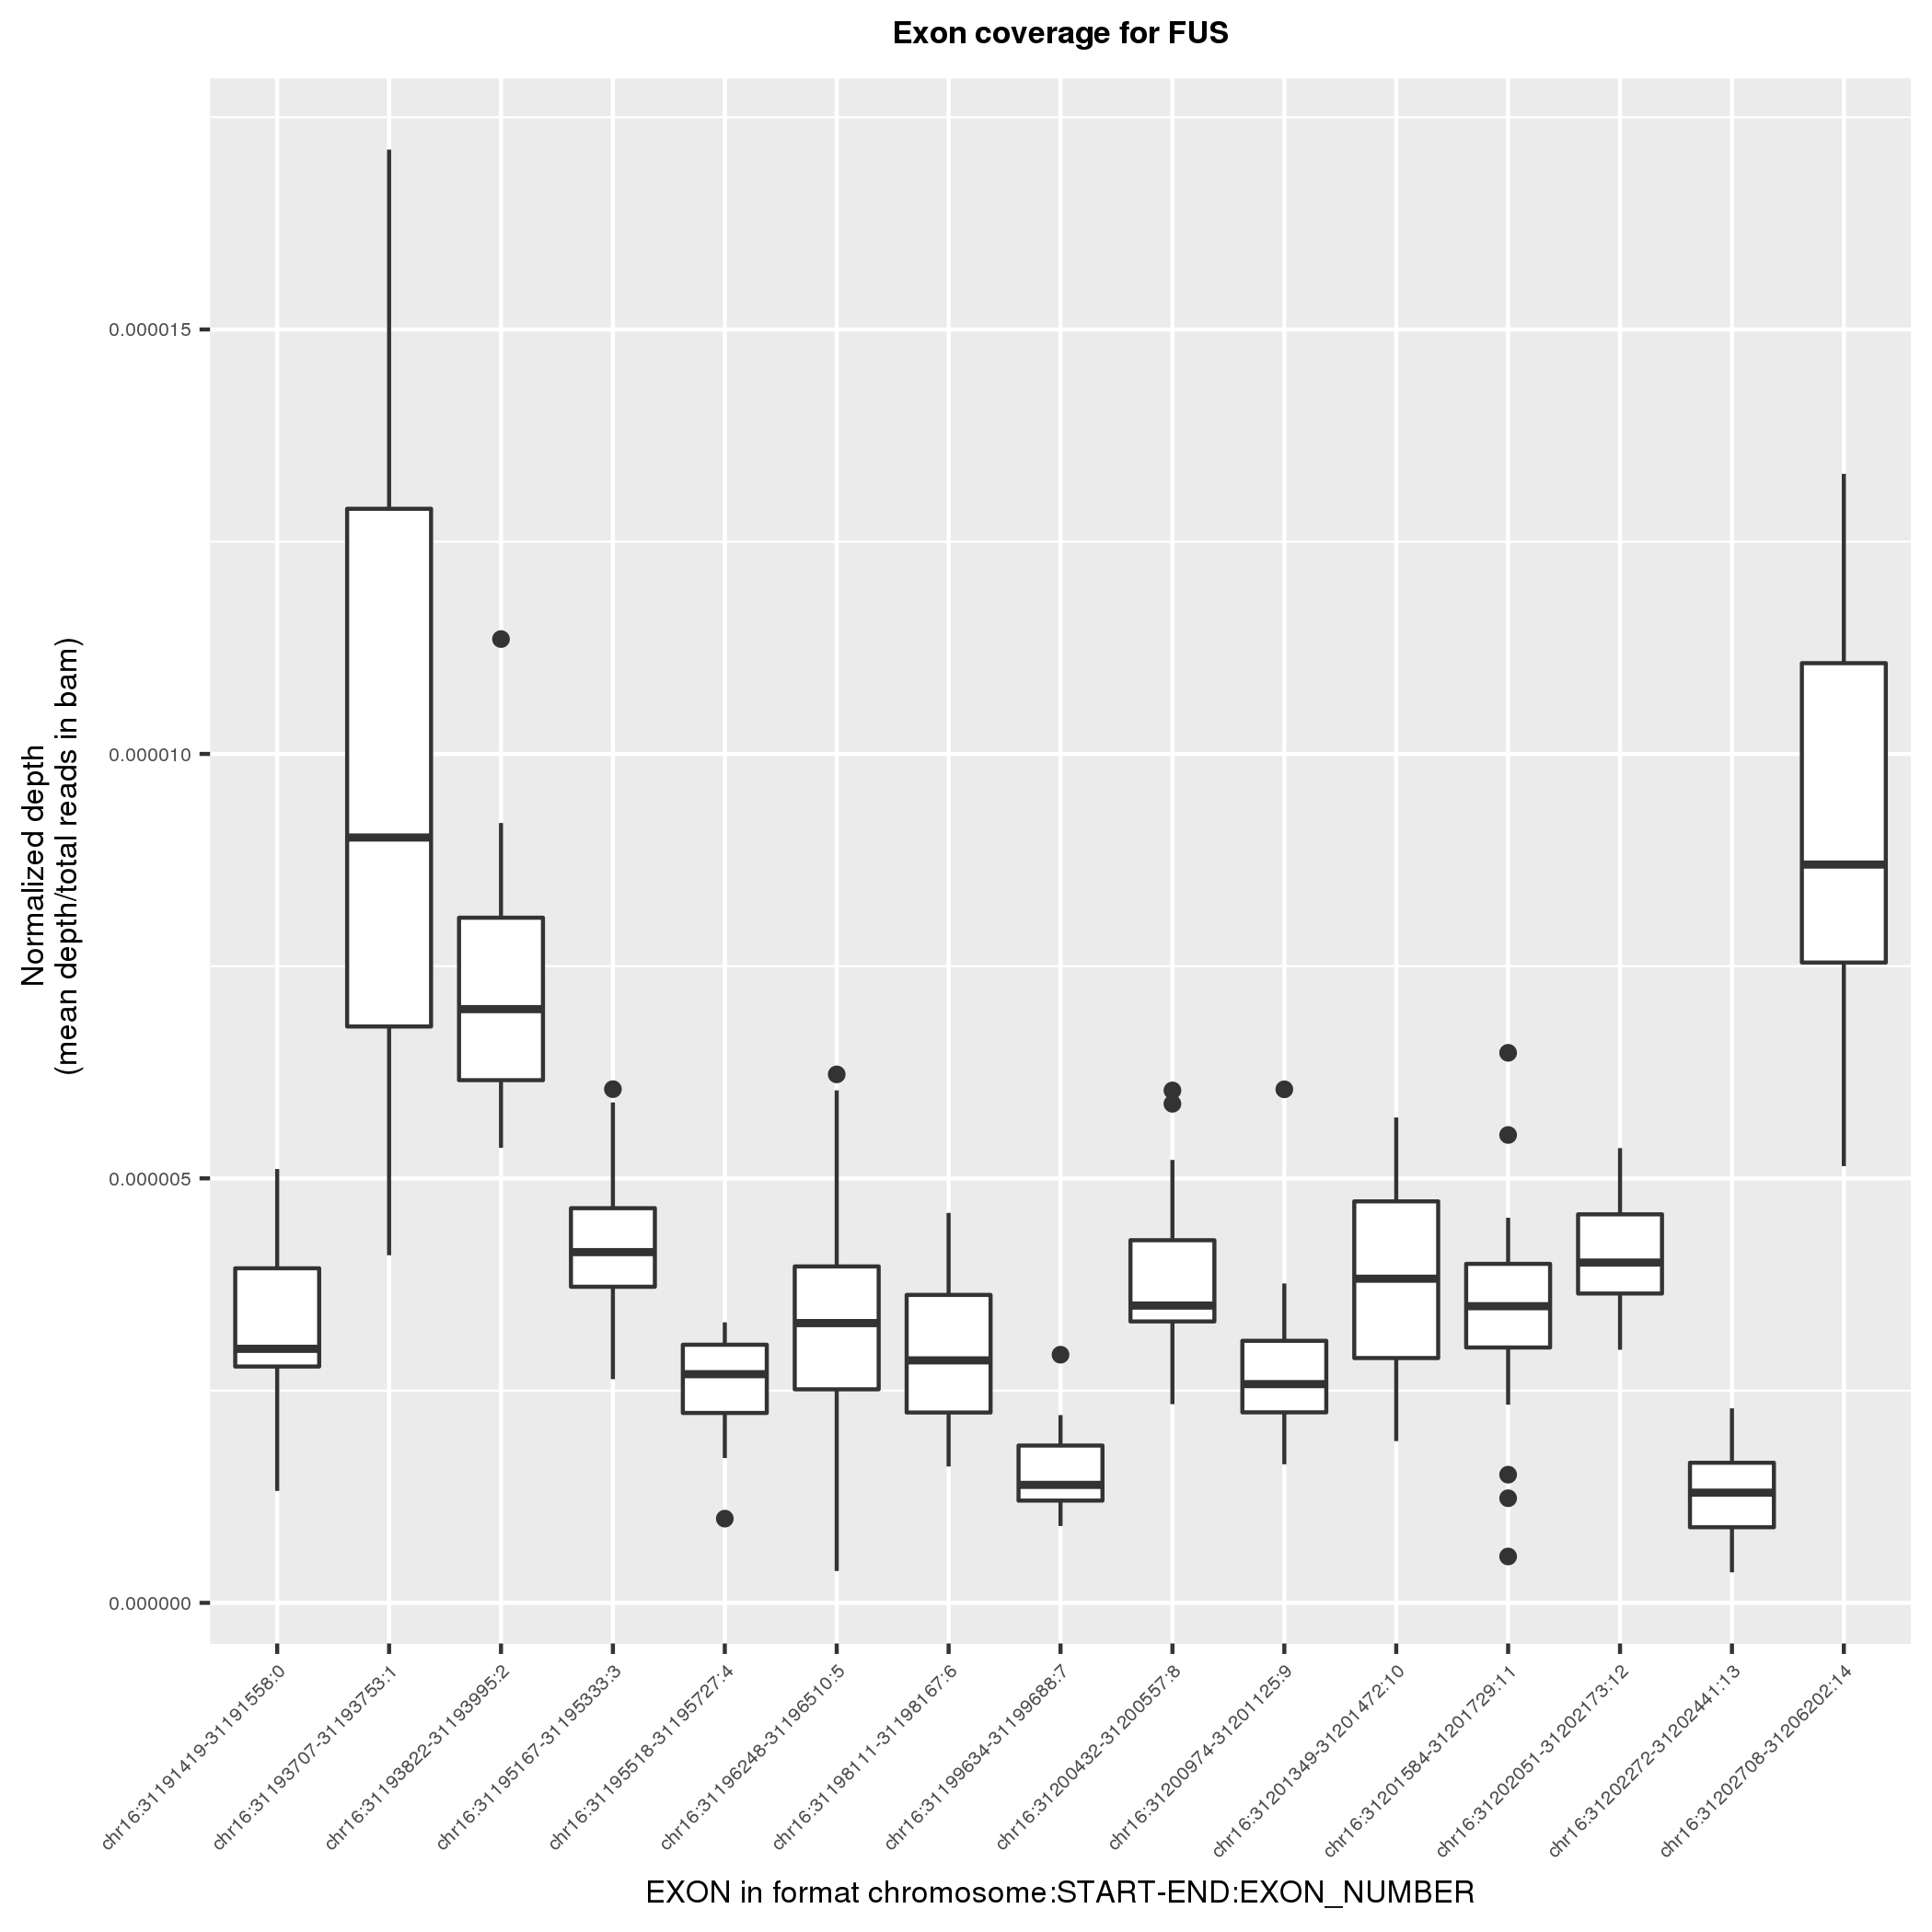 Exon coverage for FUS
Normalized depth
(mean depth/total reads in bam)
0.000015
0.000010
0.000005
0.000000
chr16:31191419-31191558:0
chr16:31193707-31193753:1
chr16:31193822-31193995:2
chr16:31195167-31195333:3
chr16:31195518-31195727:4
chr16:31196248-31196510:5
chr16:31198111-31198167:6
chr16:31199634-31199688:7
chr16:31200432-31200557:8
chr16:31200974-31201125:9
chr16:31201349-31201472:10
chr16:31201584-31201729:11
chr16:31202051-31202173:12
chr16:31202272-31202441:13
chr16:31202708-31206202:14
EXON in format chromosome:START-END:EXON_NUMBER